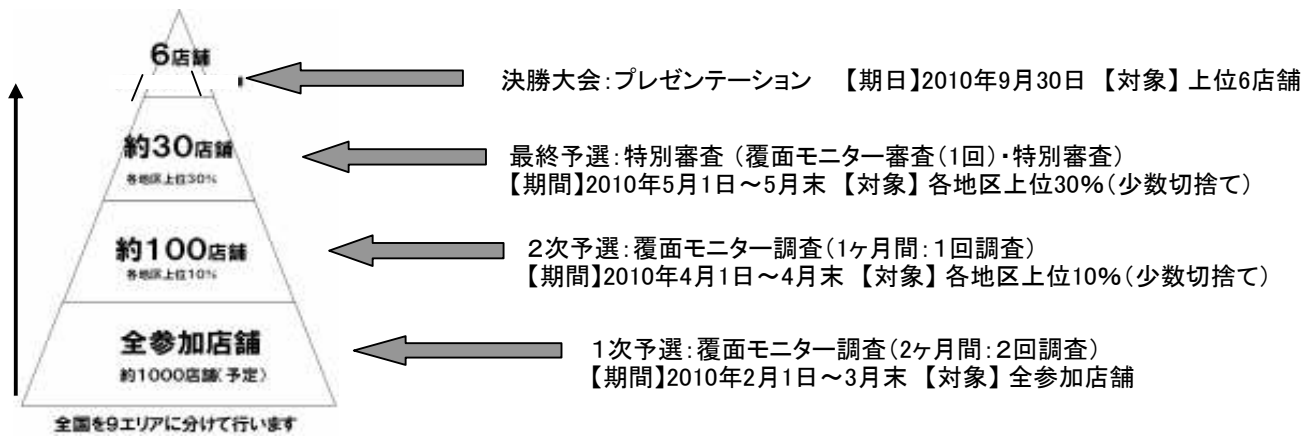 6店舗
決勝大会：プレゼンテーション　【期日】2010年9月30日 【対象】上位6店舗
約30店舗
各地区上位30%
最終予選：特別審査（覆面モニター審査(1回)・特別審査）
【期間】2010年5月1日～5月末 【対象】各地区上位30%（少数切捨て）
約100店舗
各地区上位10%
２次予選：覆面モニター調査（1ヶ月間：１回調査）
【期間】2010年4月1日～4月末 【対象】各地区上位10%（少数切捨て）
全参加店舗
約1000店舗(予定)
１次予選：覆面モニター調査（2ヶ月間：２回調査）
【期間】2010年2月1日～3月末 【対象】全参加店舗
全国を9エリアに分けて行います